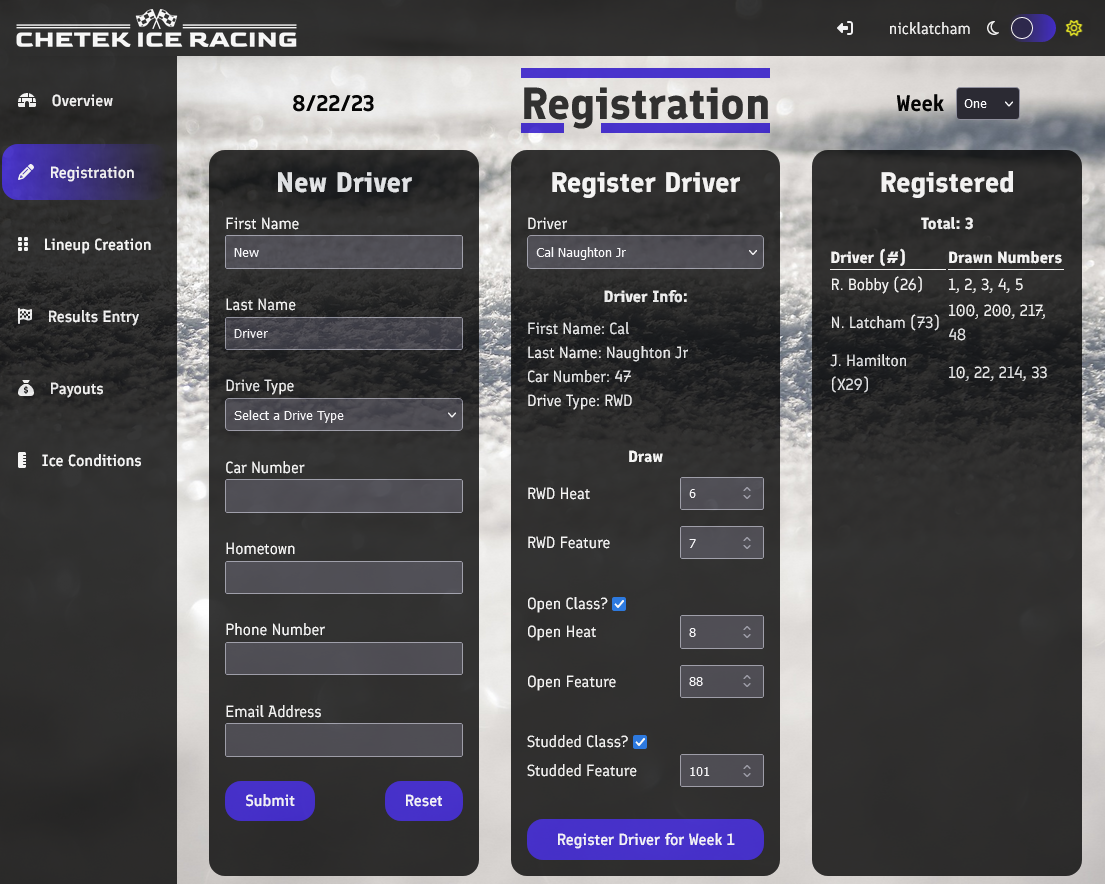 CHETEK ICE RACING
nicklatcham
Overview
Registration
Lineup Creation
Results Entry
Payouts
Ice Conditions
8/22/23
Registration
Week
One
New Driver
First Name
New
Last Name
Driver
Drive Type
Select a Drive Type
Car Number
Hometown
Phone Number
Email Address
Submit
Reset
Register Driver
Driver
Cal Naughton Jr
Driver Info:
First Name: Cal
Last Name: Naughton Jr
Car Number: 47
Drive Type: RWD
Draw
RWD Heat
6
RWD Feature
7
Open Class?
Open Heat
8
Open Feature
88
Studded Class?
Studded Feature
101
Register Driver for Week 1
Registered
Total: 3
Driver (#) Drawn Numbers
R. Bobby (26) 1, 2, 3, 4, 5
N. Latcham (73) 100, 200, 217,
48
J. Hamilton
(X29) 10, 22, 214, 33